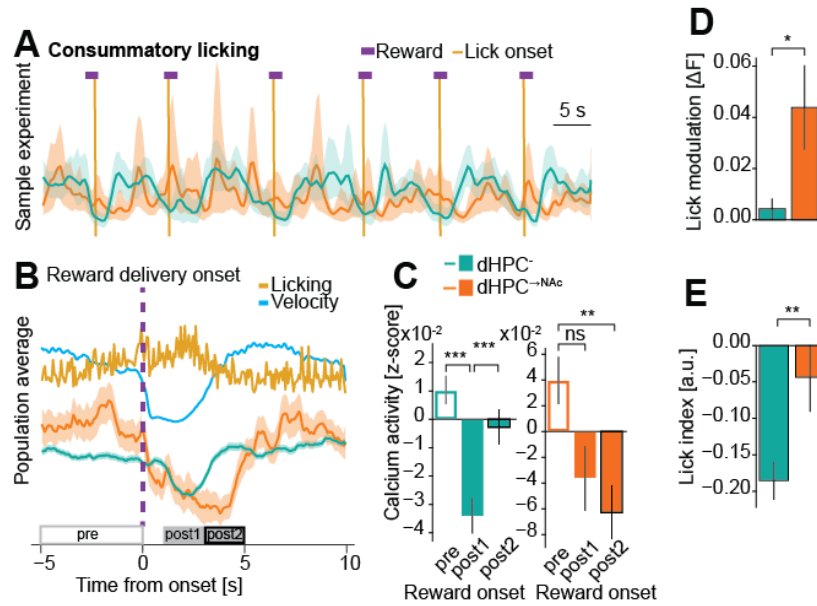 A Consummatory licking
Reward
Lick onset
5 s
Sample experiment
B Reward delivery onset
Licking
Velocity
Population average
pre
post1
post2
−5
0
5
10
Time from onset [s]
C
dHPC⁻
dHPC→NAc
Calcium activity [z-score]
x10⁻²
*** ***
2
1
0
−1
−2
−3
−4
pre
post1
post2
Reward onset
x10⁻²
**
ns
6
4
2
0
−2
−4
−6
−8
pre
post1
post2
Reward onset
D
*
Lick modulation [ΔF]
0.06
0.04
0.02
0.00
E
**
Lick index [a.u.]
0.00
−0.05
−0.10
−0.15
−0.20